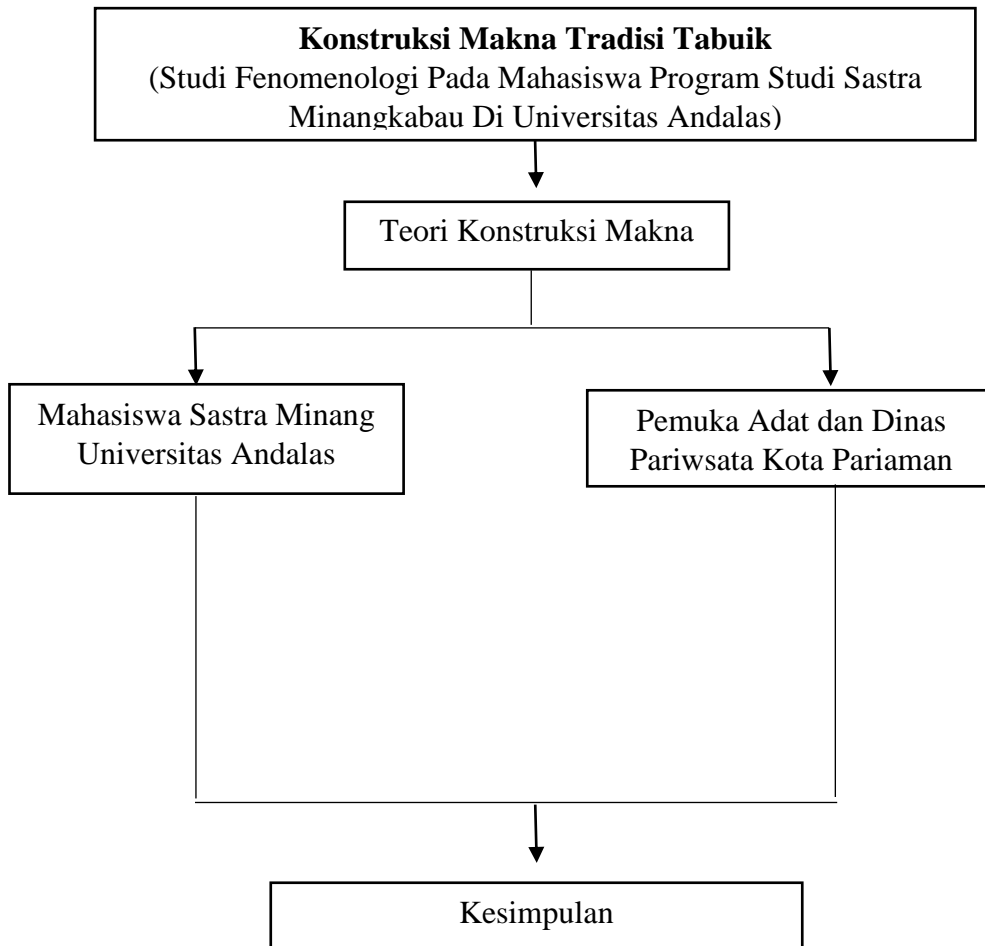 Konstruksi Makna Tradisi Tabuik
(Studi Fenomenologi Pada Mahasiswa Program Studi Sastra
Minangkabau Di Universitas Andalas)
Teori Konstruksi Makna
Mahasiswa Sastra Minang
Universitas Andalas
Pemuka Adat dan Dinas
Pariwsata Kota Pariaman
Kesimpulan